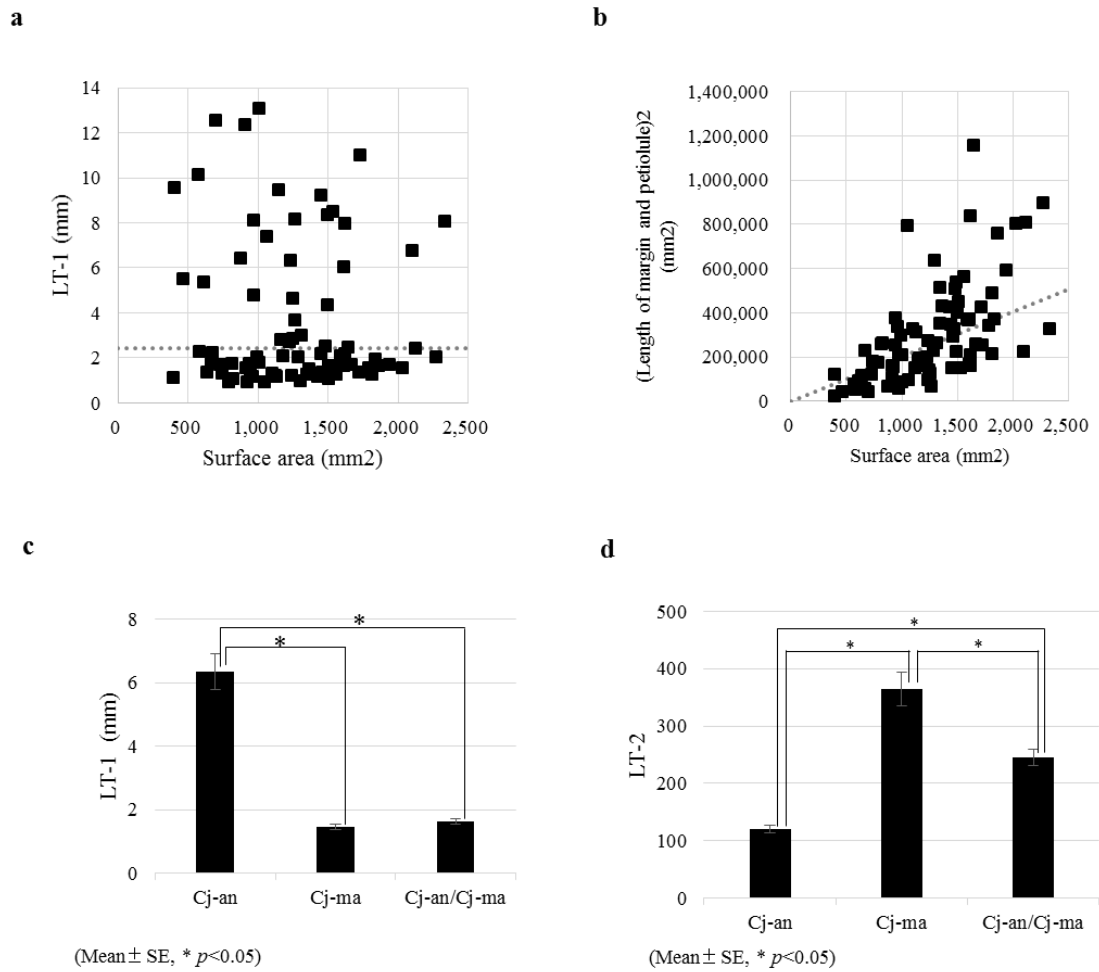 a
LT-1 (mm)
14
12
10
8
6
4
2
0
0 500 1,000 1,500 2,000 2,500
Surface area (mm2)
b
(Length of margin and petiolule)2
(mm2)
1,400,000
1,200,000
1,000,000
800,000
600,000
400,000
200,000
0
0 500 1,000 1,500 2,000 2,500
Surface area (mm2)
c
LT-1 (mm)
8
6
4
2
0
*
*
Cj-an Cj-ma Cj-an/Cj-ma
(Mean± SE, * p<0.05)
d
LT-2
500
400
300
200
100
0
*
* *
Cj-an Cj-ma Cj-an/Cj-ma
(Mean± SE, * p<0.05)